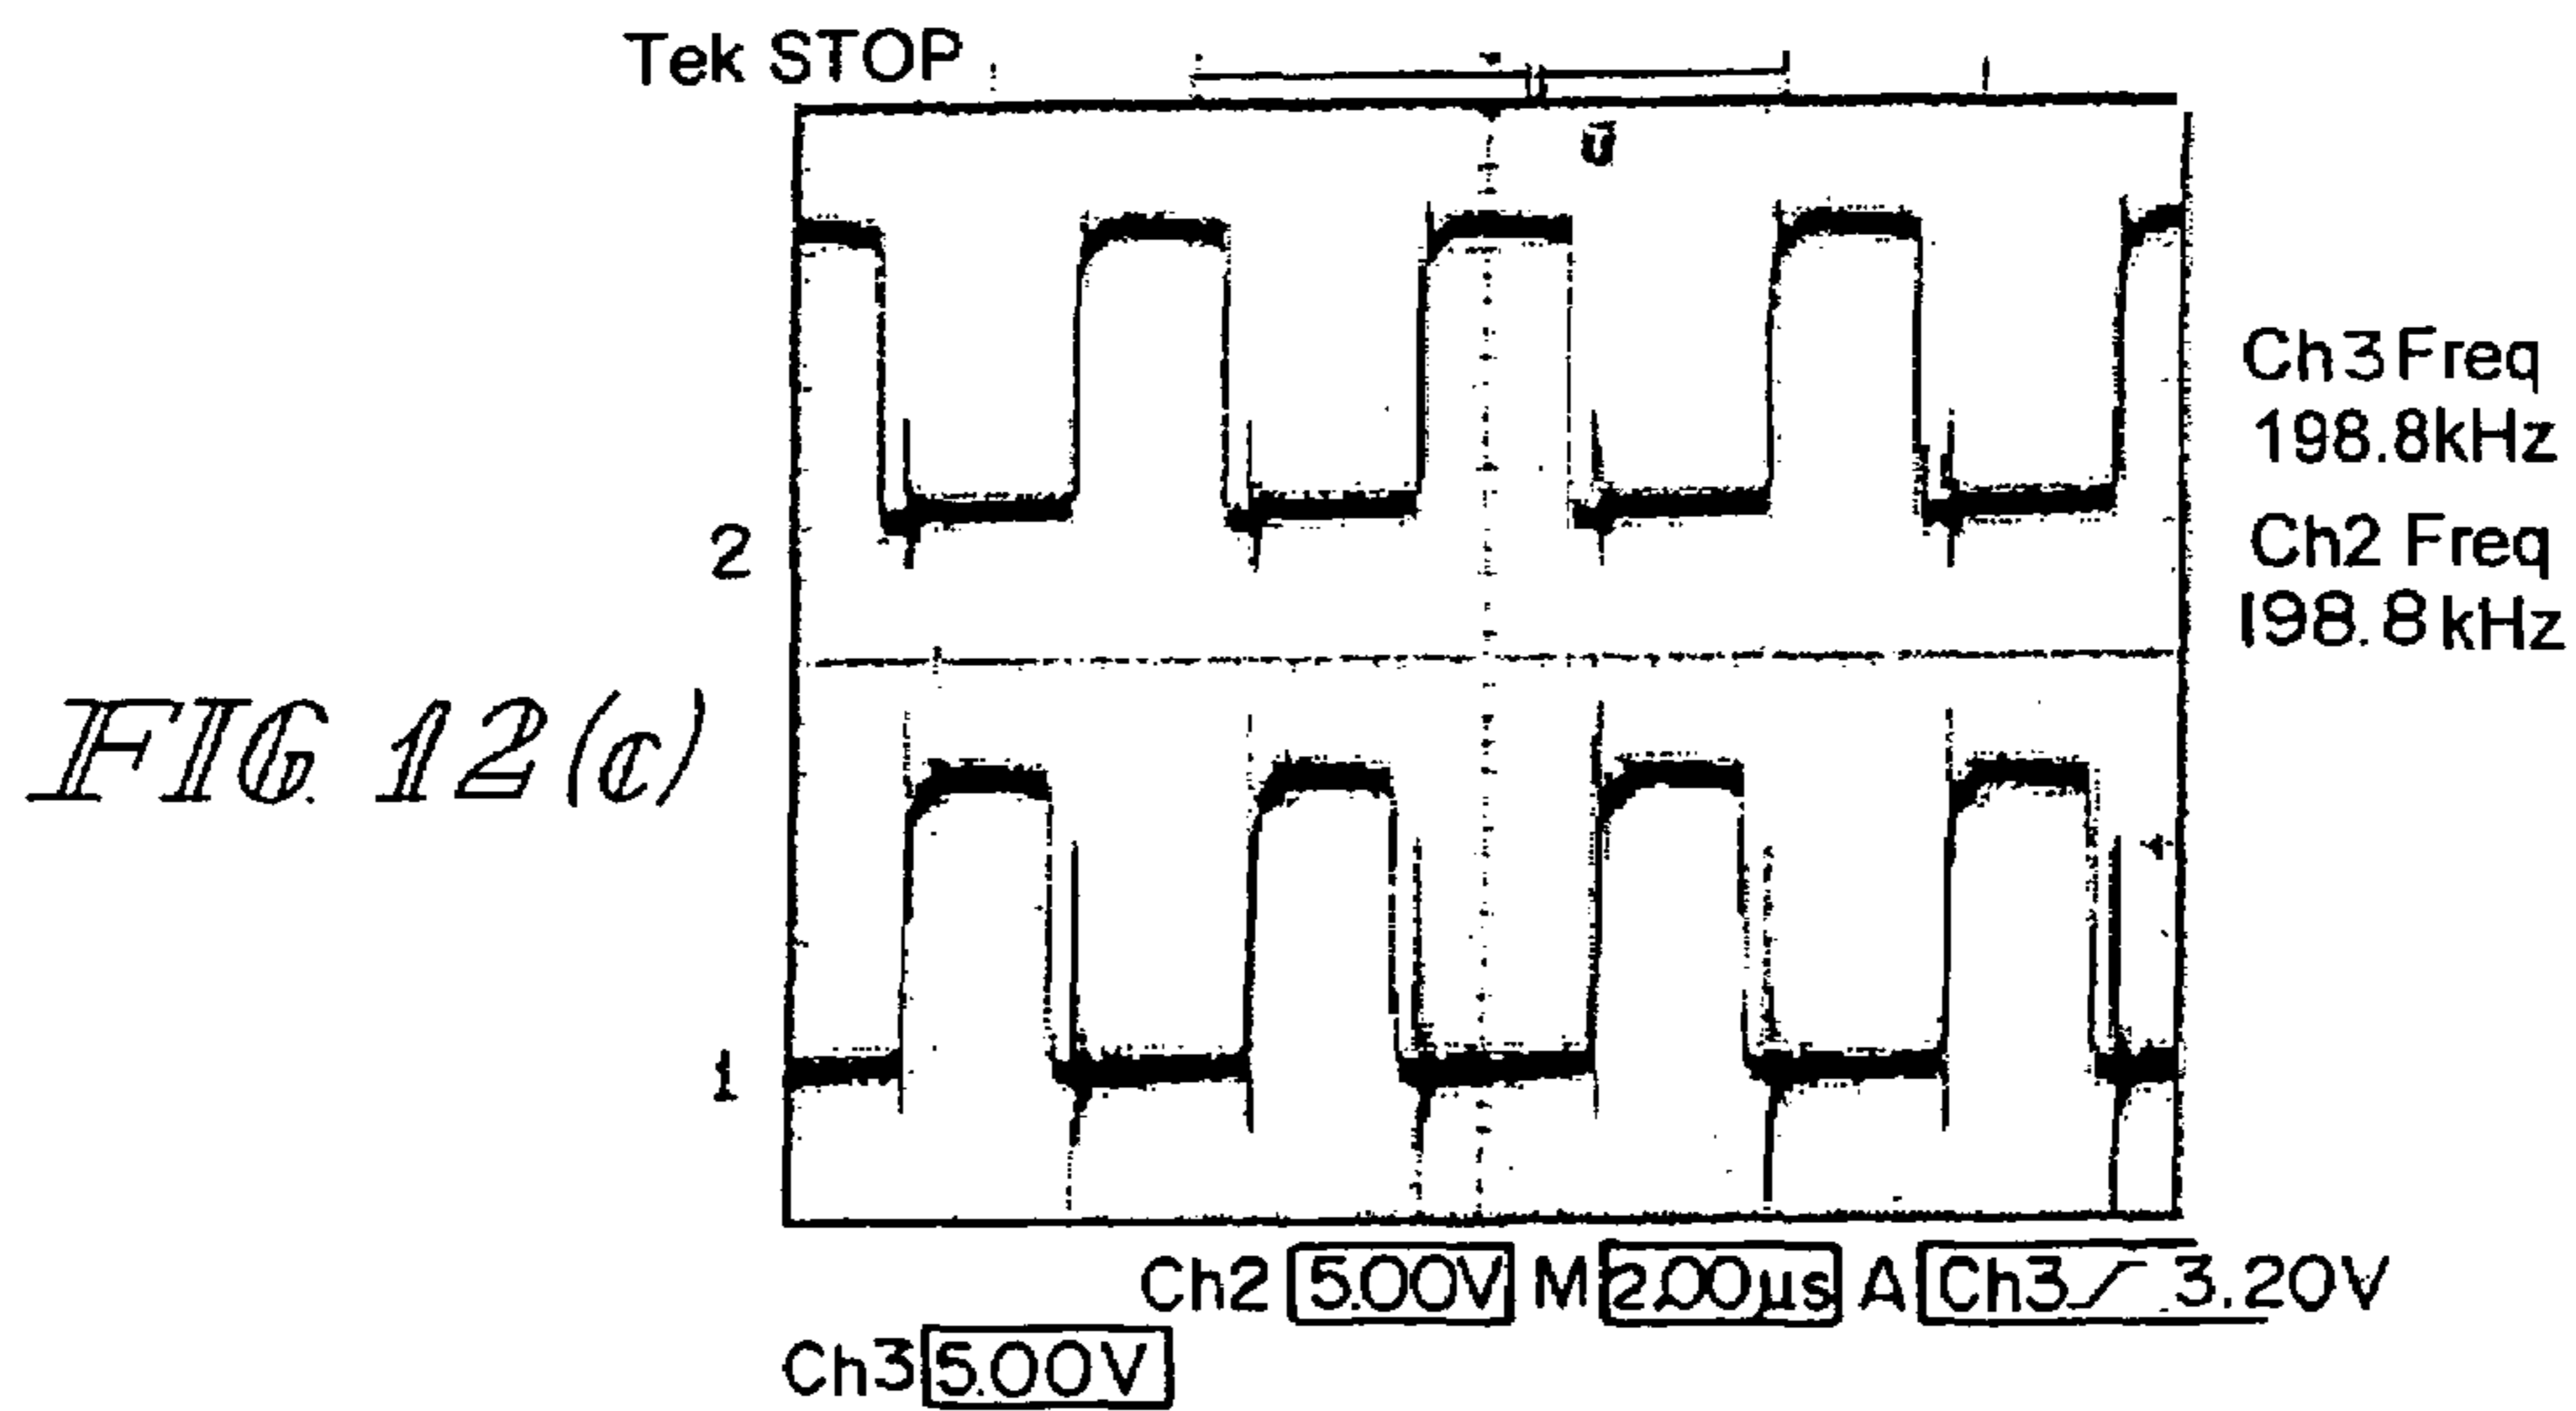 Tek STOP
Ch3 Freq
198.8kHz
2
Ch2 Freq
198.8kHz
FIG. 12(c)
1
Ch2 5.00V M 2.00µs A Ch3 3.20V
Ch3 5.00V